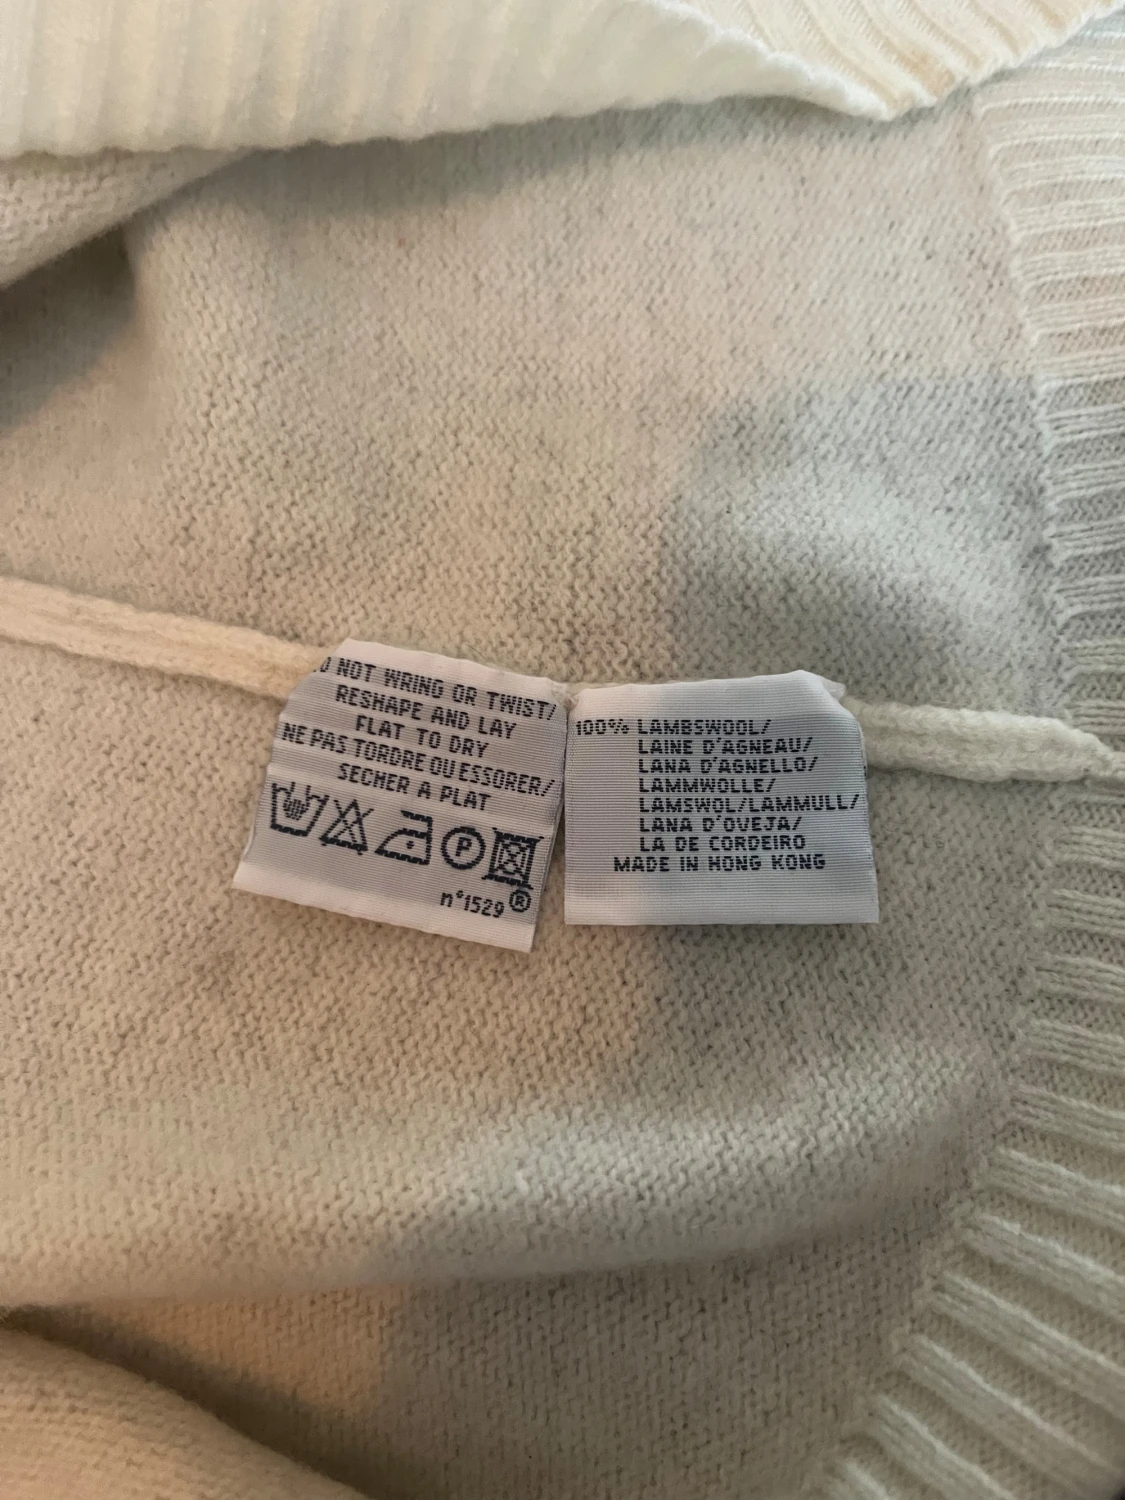 DO NOT WRING OR TWIST/
RESHAPE AND LAY
FLAT TO DRY
NE PAS TORDRE OU ESSORER/
SECHER A PLAT
P
n°1529®
100% LAMBSWOOL/
LAINE D'AGNEAU/
LANA D'AGNELLO/
LAMMWOLLE/
LAMSWOL/LAMMULL/
LANA D'OVEJA/
LA DE CORDEIRO
MADE IN HONG KONG